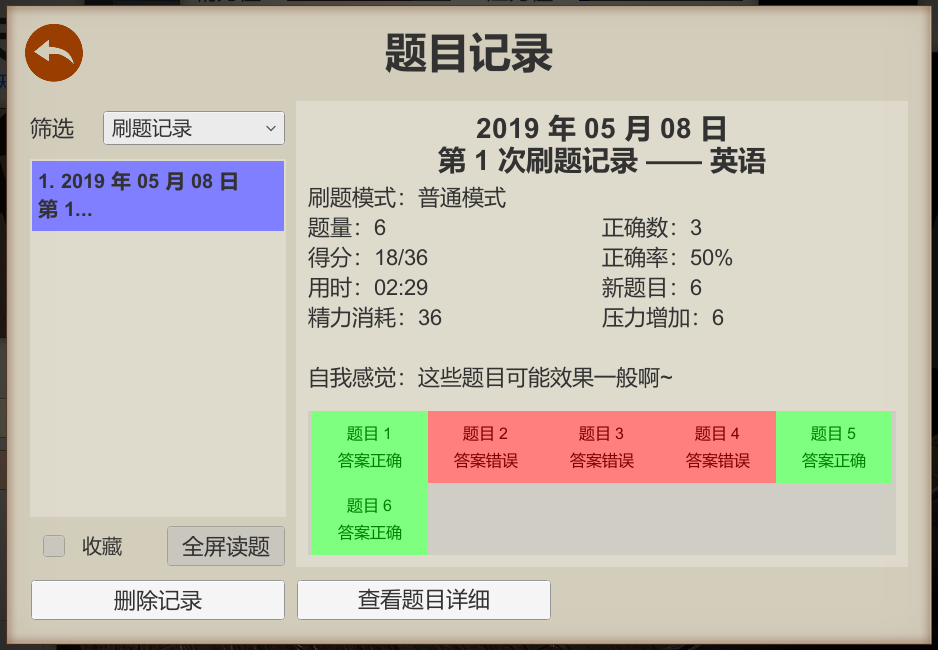 题目记录
筛选
刷题记录
1. 2019 年 05 月 08 日
第 1...
收藏
全屏读题
删除记录
2019 年 05 月 08 日
第 1 次刷题记录 —— 英语
刷题模式：普通模式
题量：6
正确数：3
得分：18/36
正确率：50%
用时：02:29
新题目：6
精力消耗：36
压力增加：6
自我感觉：这些题目可能效果一般啊~
题目 1
答案正确
题目 2
答案错误
题目 3
答案错误
题目 4
答案错误
题目 5
答案正确
题目 6
答案正确
查看题目详细